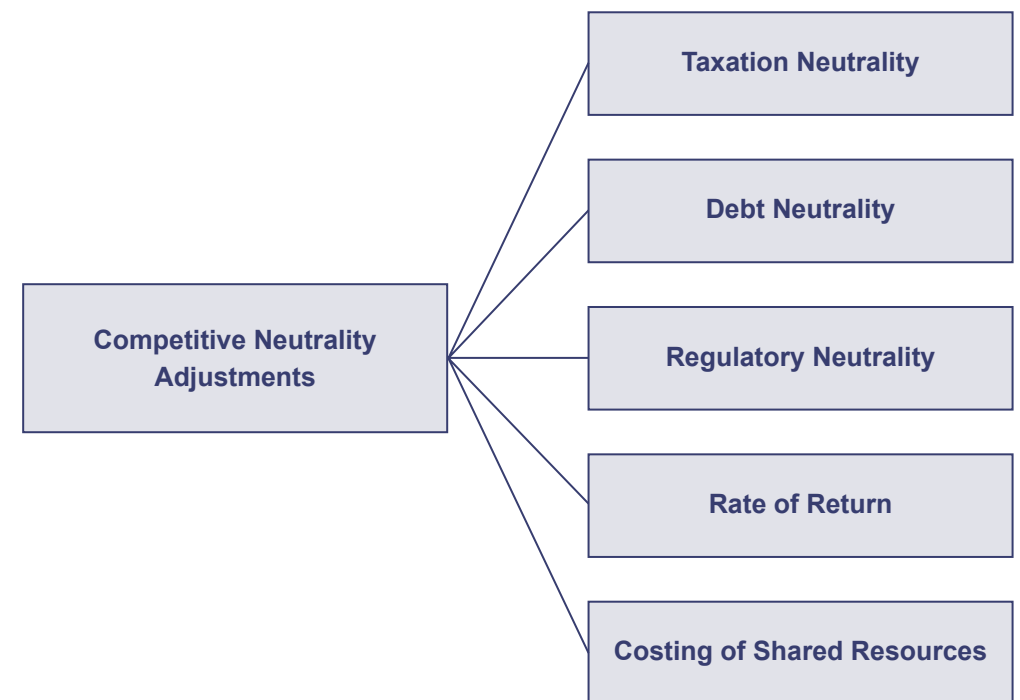 Taxation Neutrality
Debt Neutrality
Competitive Neutrality
Adjustments
Regulatory Neutrality
Rate of Return
Costing of Shared Resources